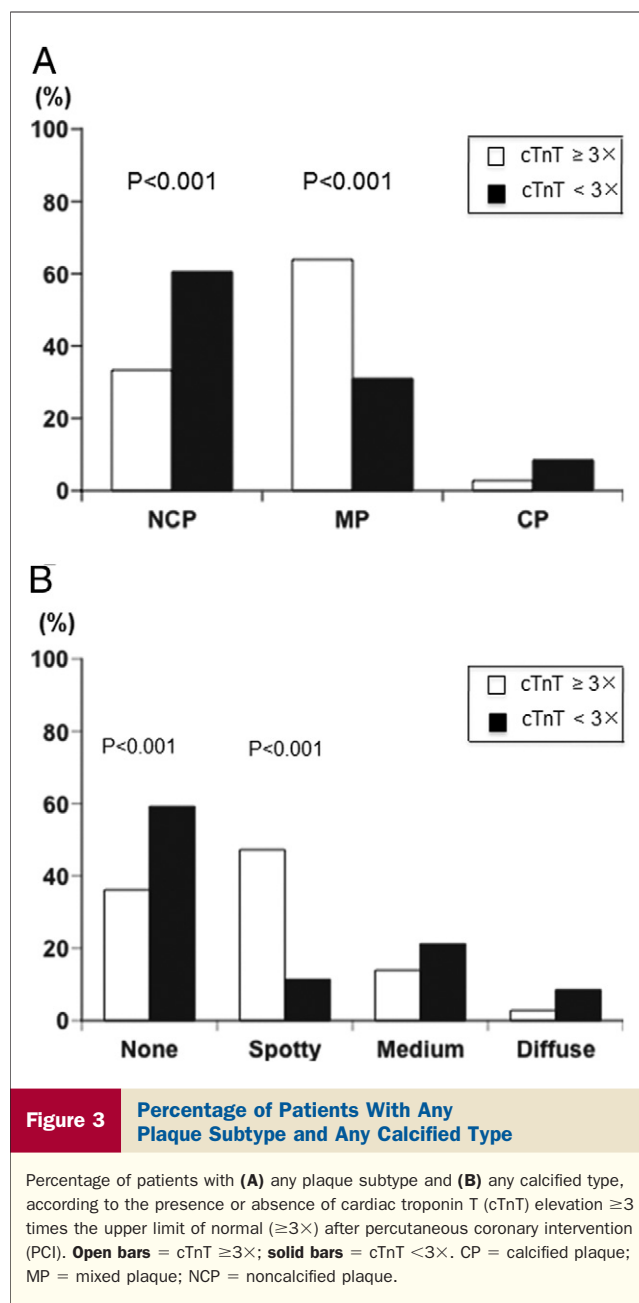 A
(%)
100
80
60
40
20
0
P<0.001
P<0.001
cTnT ≥ 3×
cTnT < 3×
NCP
MP
CP
B
(%)
100
80
60
40
20
0
P<0.001
P<0.001
cTnT ≥ 3×
cTnT < 3×
None
Spotty
Medium
Diffuse
Figure 3
Percentage of Patients With Any
Plaque Subtype and Any Calcified Type
Percentage of patients with (A) any plaque subtype and (B) any calcified type,
according to the presence or absence of cardiac troponin T (cTnT) elevation ≥3
times the upper limit of normal (≥3×) after percutaneous coronary intervention
(PCI). Open bars = cTnT ≥3×; solid bars = cTnT <3×. CP = calcified plaque;
MP = mixed plaque; NCP = noncalcified plaque.